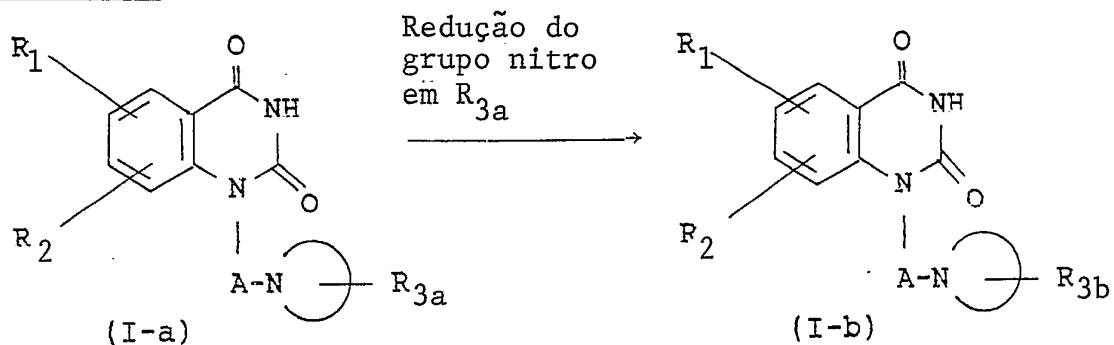 Redução do
grupo nitro
em R3a
R1
O
NH
N
O
R2
A-N
R3a
(I-a)
R1
O
NH
N
O
R2
A-N
R3b
(I-b)